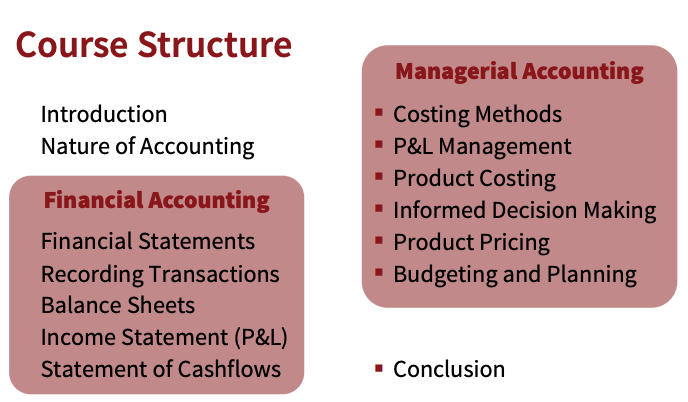 Course Structure
Introduction
Nature of Accounting
Financial Accounting
Financial Statements
Recording Transactions
Balance Sheets
Income Statement (P&L)
Statement of Cashflows
Managerial Accounting
▪ Costing Methods
▪ P&L Management
▪ Product Costing
▪ Informed Decision Making
▪ Product Pricing
▪ Budgeting and Planning
▪ Conclusion